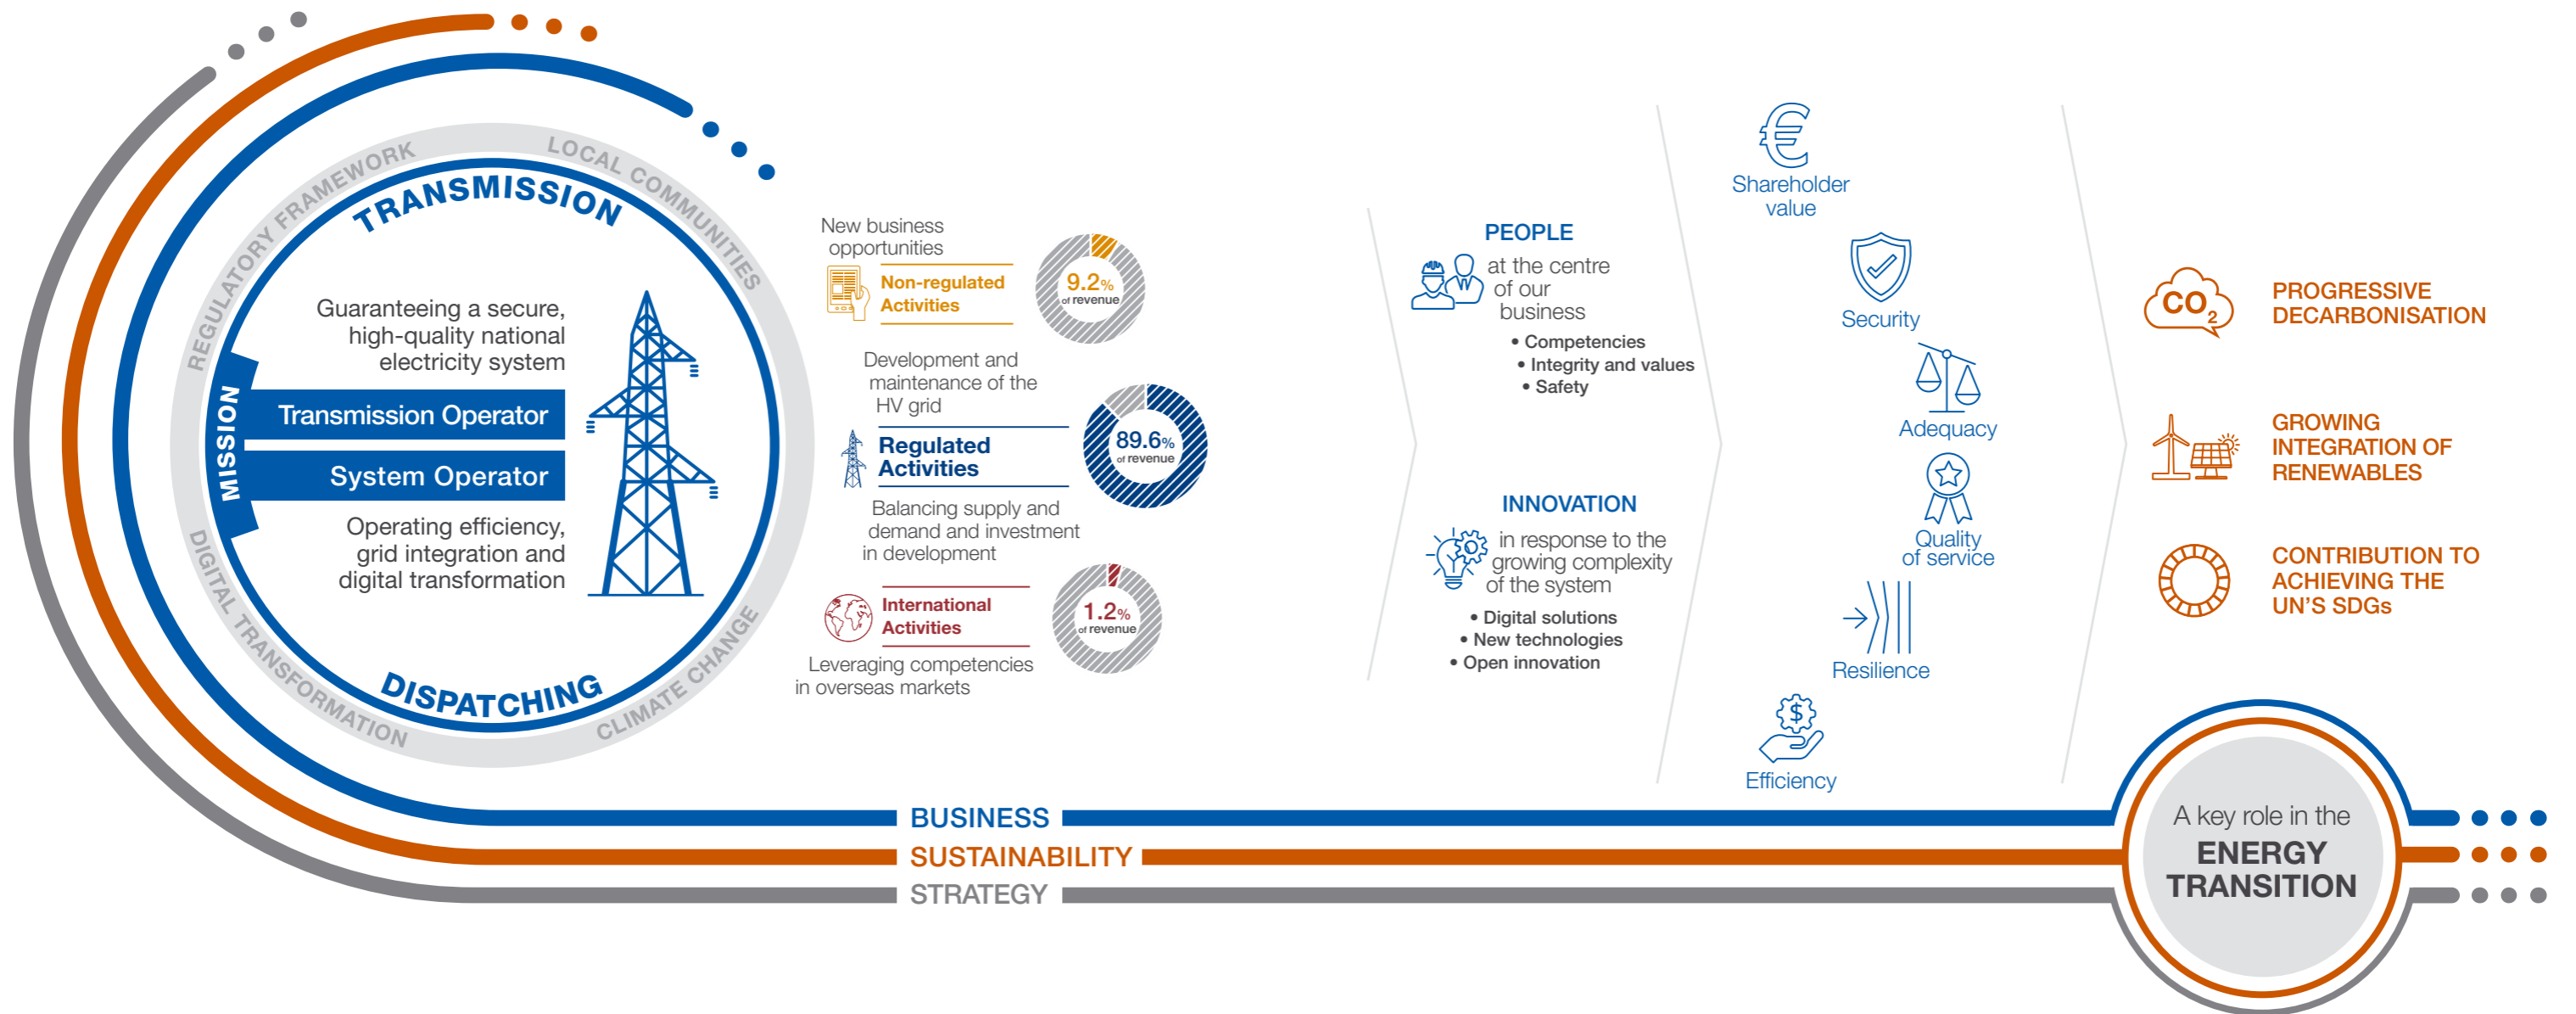 REGULATORY FRAMEWORK
LOCAL COMMUNITIES
DIGITAL TRANSFORMATION
CLIMATE CHANGE
TRANSMISSION
Guaranteeing a secure,
high-quality national
electricity system
MISSION
Transmission Operator
System Operator
Operating efficiency,
grid integration and
digital transformation
DISPATCHING
New business
opportunities
Non-regulated
Activities
9.2%
of revenue
Development and
maintenance of the
HV grid
Regulated
Activities
89.6%
of revenue
Balancing supply and
demand and investment
in development
International
Activities
1.2%
of revenue
Leveraging competencies
in overseas markets
PEOPLE
at the centre
of our
business
• Competencies
• Integrity and values
• Safety
INNOVATION
in response to the
growing complexity
of the system
• Digital solutions
• New technologies
• Open innovation
€
Shareholder
value
Security
Adequacy
Quality
of service
Resilience
$
Efficiency
CO2
PROGRESSIVE
DECARBONISATION
GROWING
INTEGRATION OF
RENEWABLES
CONTRIBUTION TO
ACHIEVING THE
UN'S SDGs
BUSINESS
SUSTAINABILITY
STRATEGY
A key role in the
ENERGY
TRANSITION